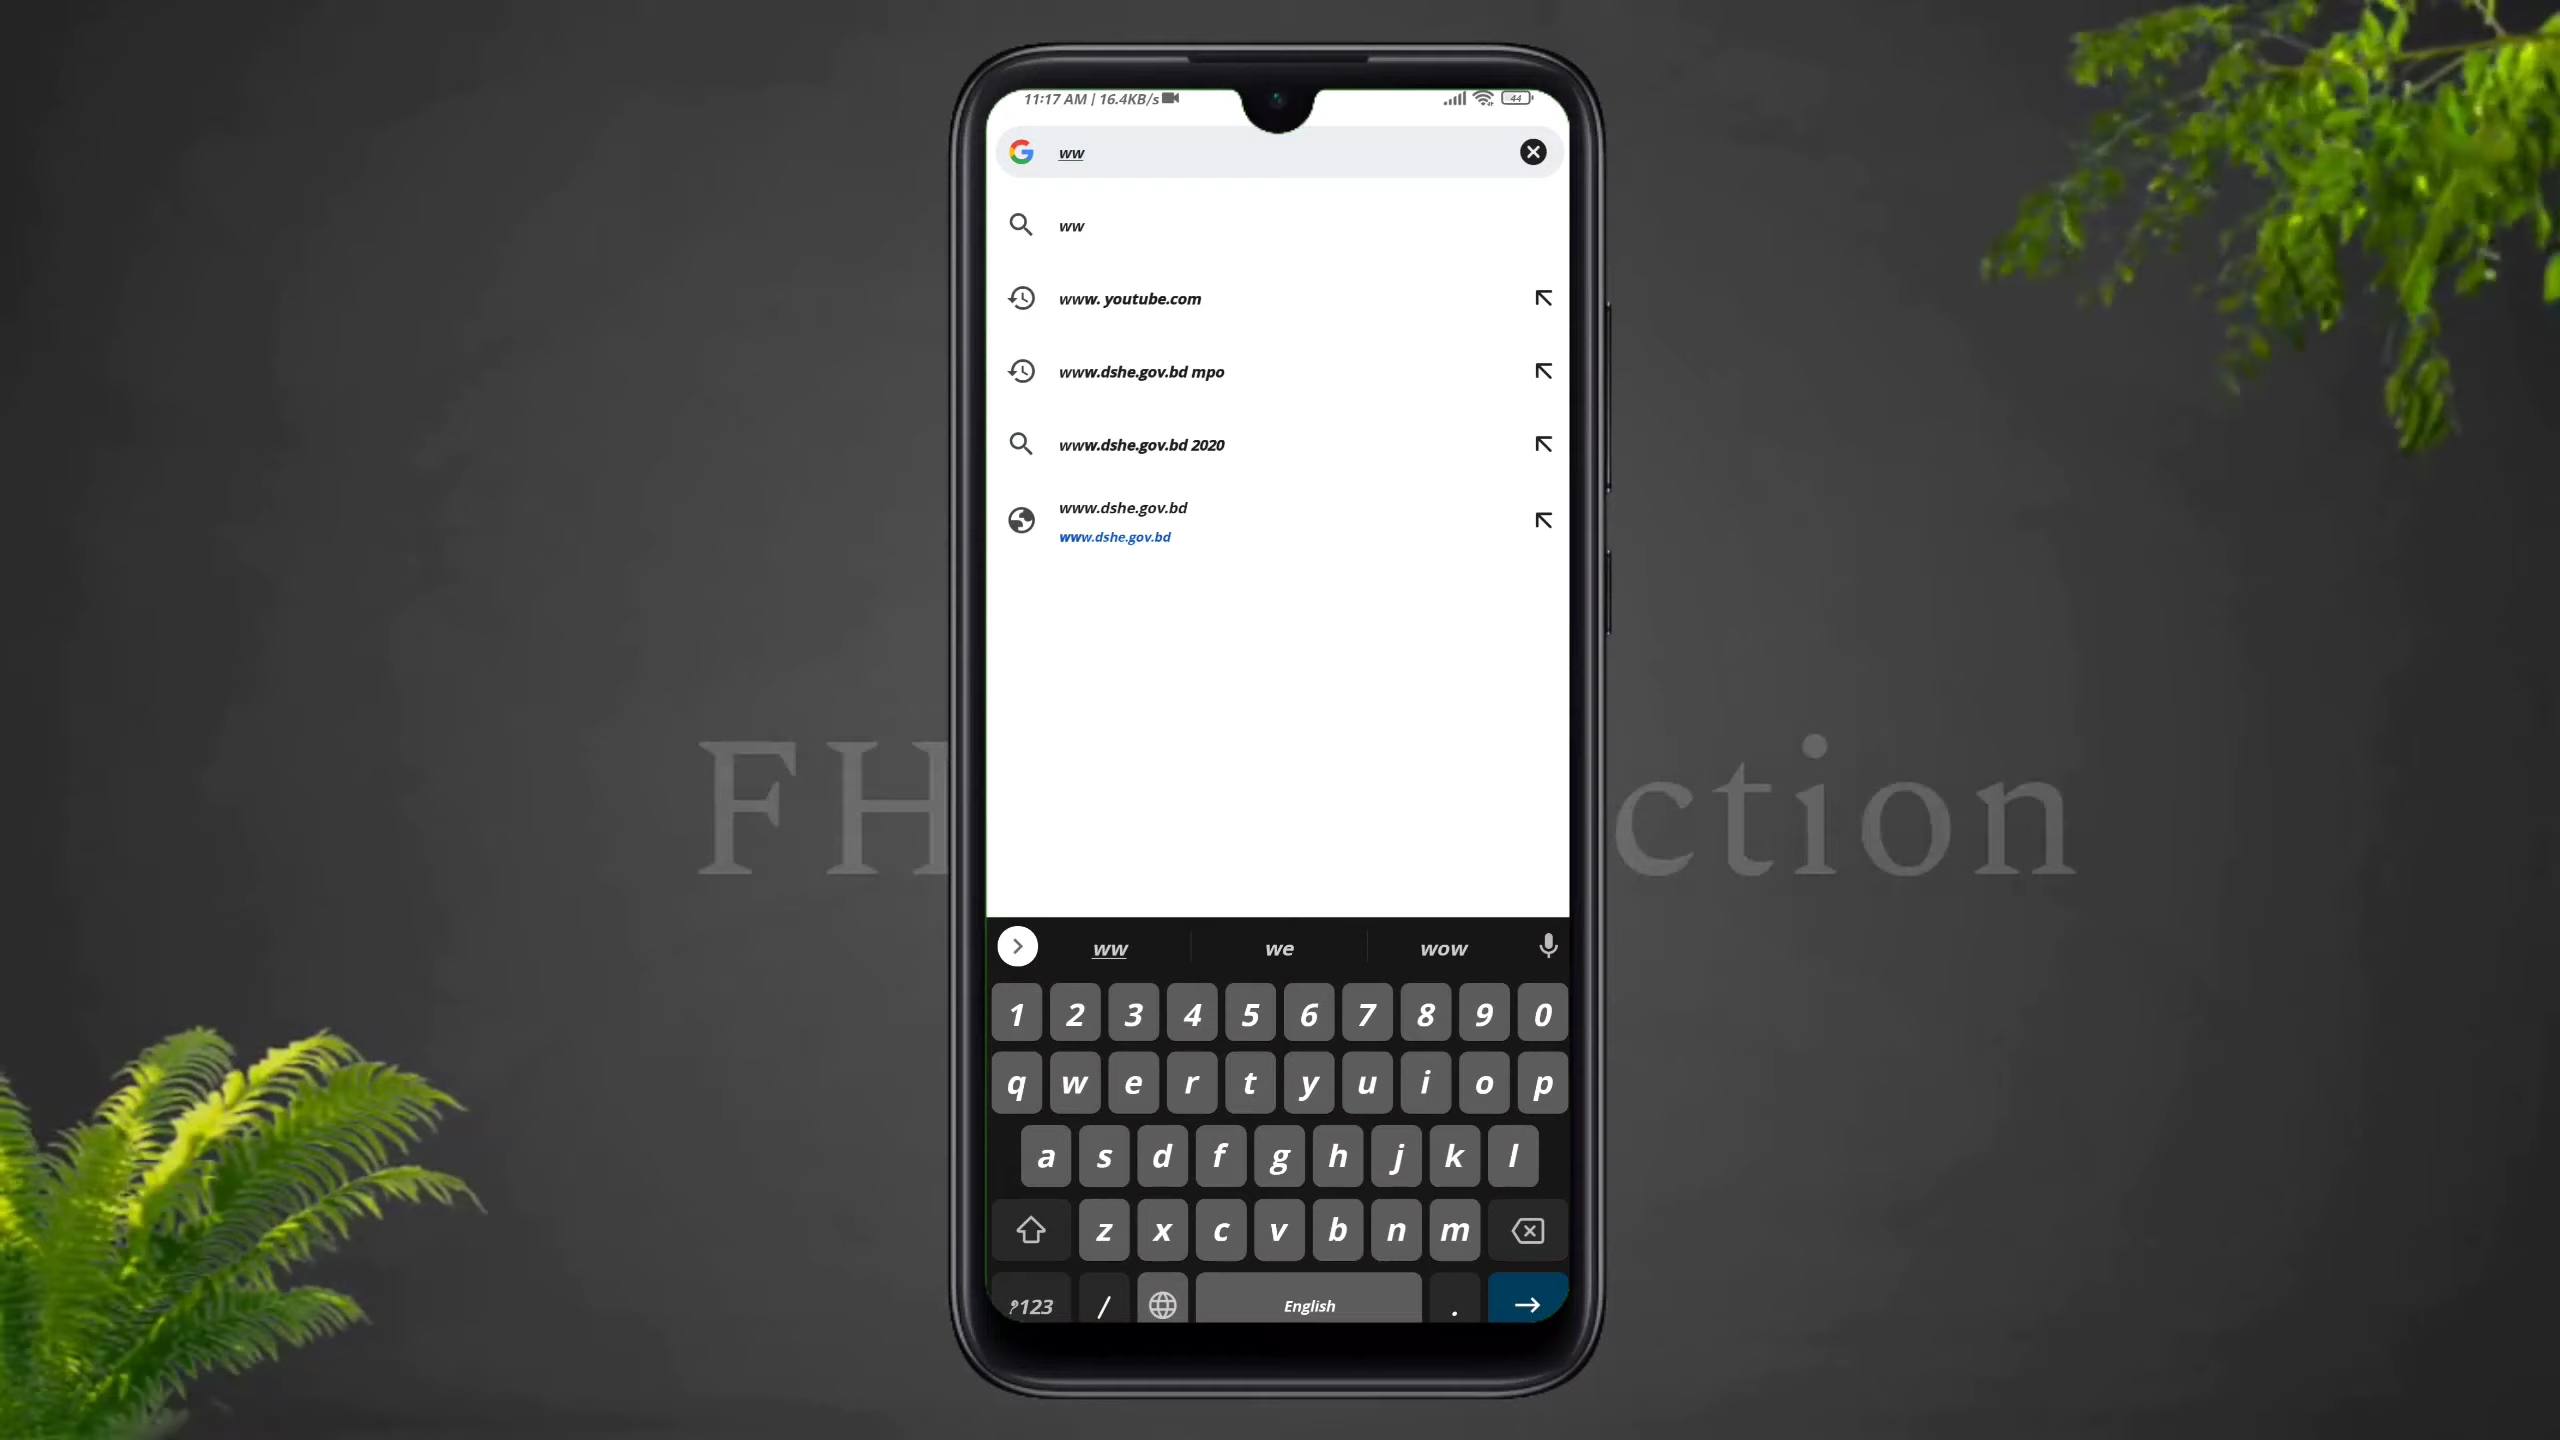 11:17 AM | 16.4KB/s
44
ww
ww
www. youtube.com
www.dshe.gov.bd mpo
www.dshe.gov.bd 2020
www.dshe.gov.bd
www.dshe.gov.bd
FH
ction
ww we wow
1 2 3 4 5 6 7 8 9 0
q w e r t y u i o p
a s d f g h j k l
z x c v b n m
?123 / English .